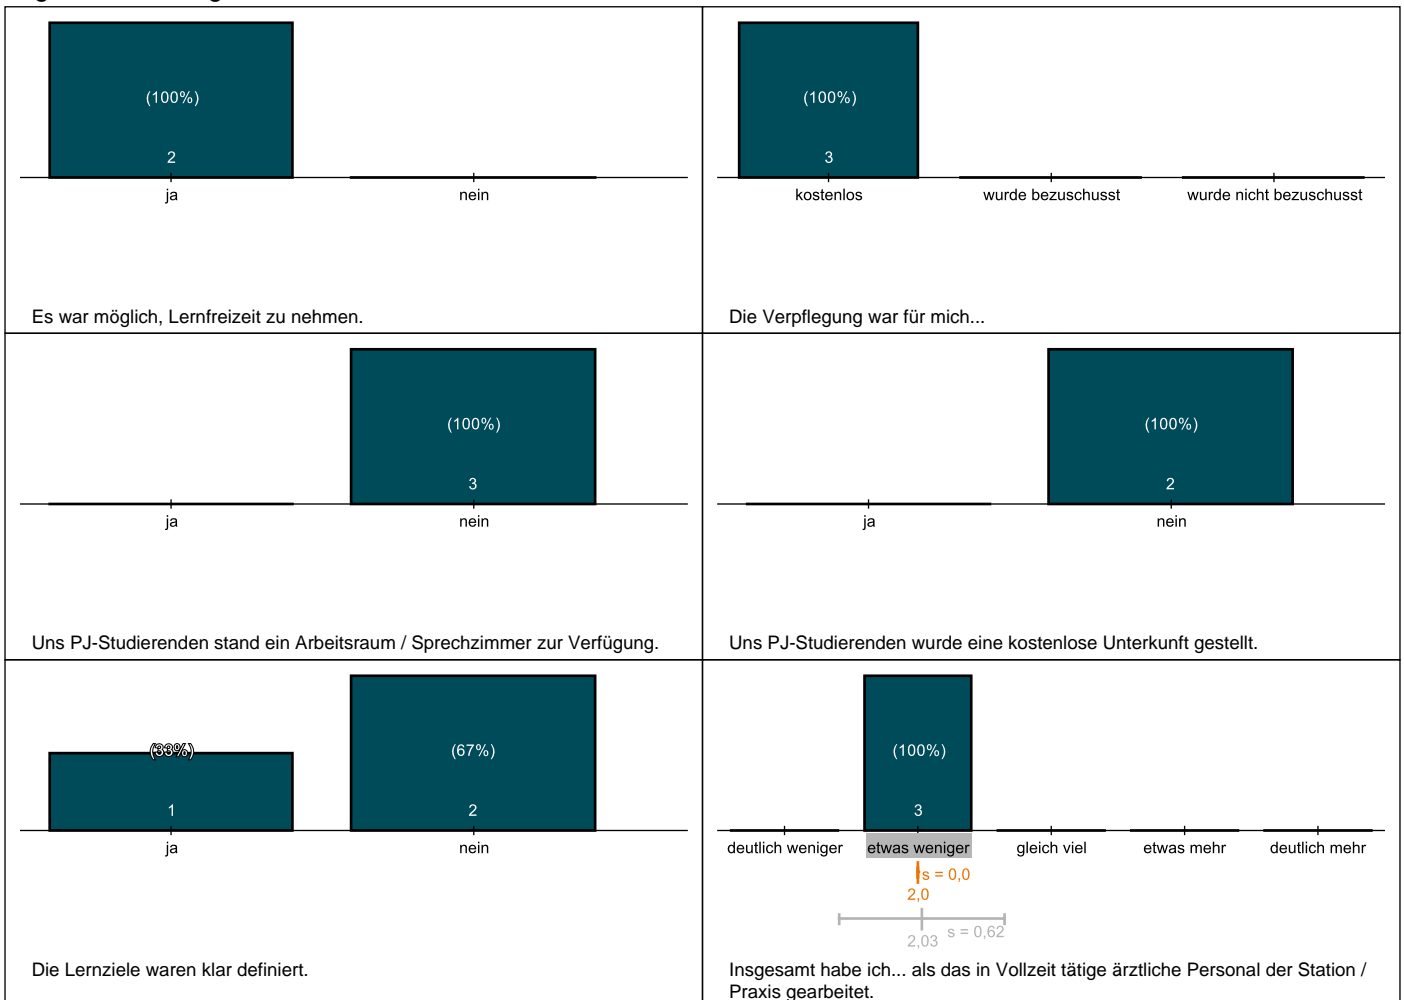 (100%)
2
ja nein
Es war möglich, Lernfreizeit zu nehmen.
(100%)
3
kostenlos wurde bezuschusst wurde nicht bezuschusst
Die Verpflegung war für mich...
(100%)
3
ja nein
Uns PJ-Studierenden stand ein Arbeitsraum / Sprechzimmer zur Verfügung.
(100%)
2
ja nein
Uns PJ-Studierenden wurde eine kostenlose Unterkunft gestellt.
(33%) (67%)
1 2
ja nein
Die Lernziele waren klar definiert.
(100%)
3
deutlich weniger etwas weniger gleich viel etwas mehr deutlich mehr
s = 0,0
2,0
2,03 s = 0,62
Insgesamt habe ich... als das in Vollzeit tätige ärztliche Personal der Station /
Praxis gearbeitet.